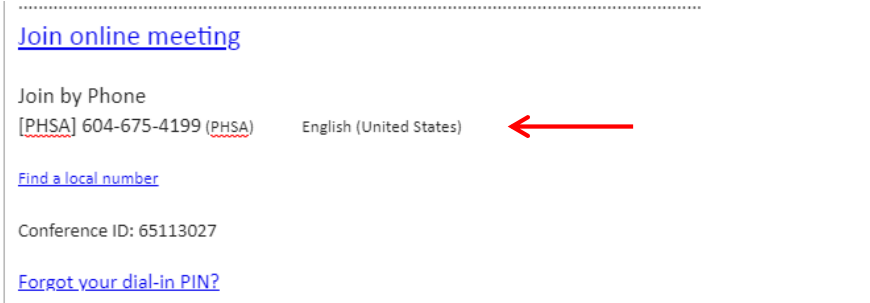 Join online meeting
Join by Phone
[PHSA] 604-675-4199 (PHSA) English (United States)
Find a local number
Conference ID: 65113027
Forgot your dial-in PIN?